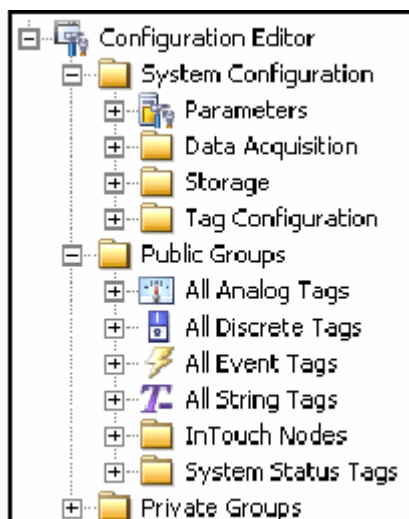 Configuration Editor
System Configuration
Parameters
Data Acquisition
Storage
Tag Configuration
Public Groups
All Analog Tags
All Discrete Tags
All Event Tags
All String Tags
InTouch Nodes
System Status Tags
Private Groups